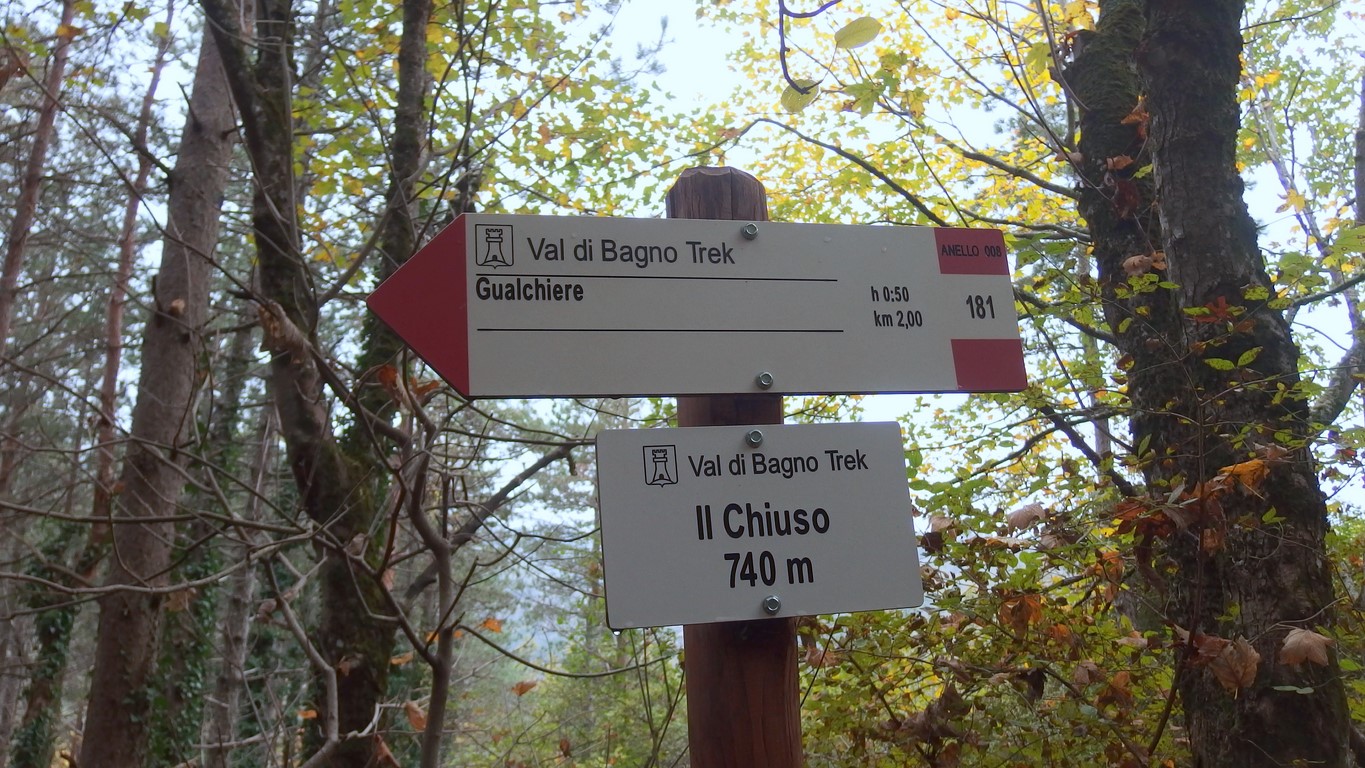 Val di Bagno Trek
ANELLO 008
Gualchiere
h 0:50
km 2,00
181
Val di Bagno Trek
Il Chiuso
740 m